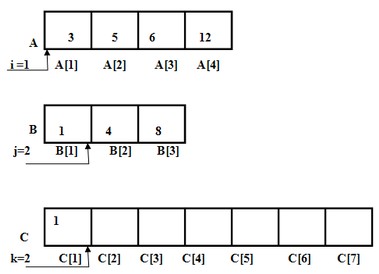 3 5 6 12
A
i =1 A[1] A[2] A[3] A[4]
1 4 8
B
j=2 B[1] B[2] B[3]
1
C
k=2 C[1] C[2] C[3] C[4] C[5] C[6] C[7]